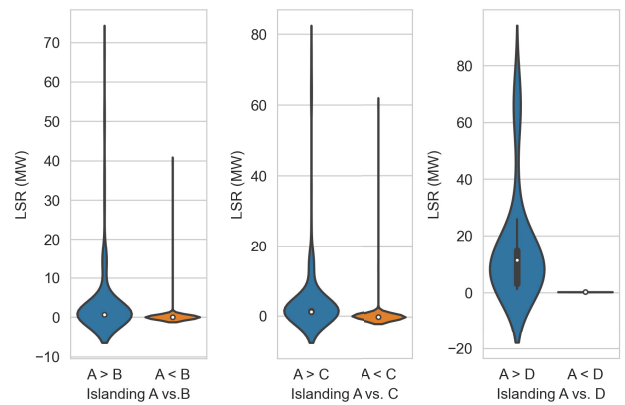 LSR (MW)
70
60
50
40
30
20
10
0
−10
A > B
A < B
Islanding A vs.B
LSR (MW)
80
60
40
20
0
A > C
A < C
Islanding A vs. C
LSR (MW)
80
60
40
20
0
−20
A > D
A < D
Islanding A vs. D